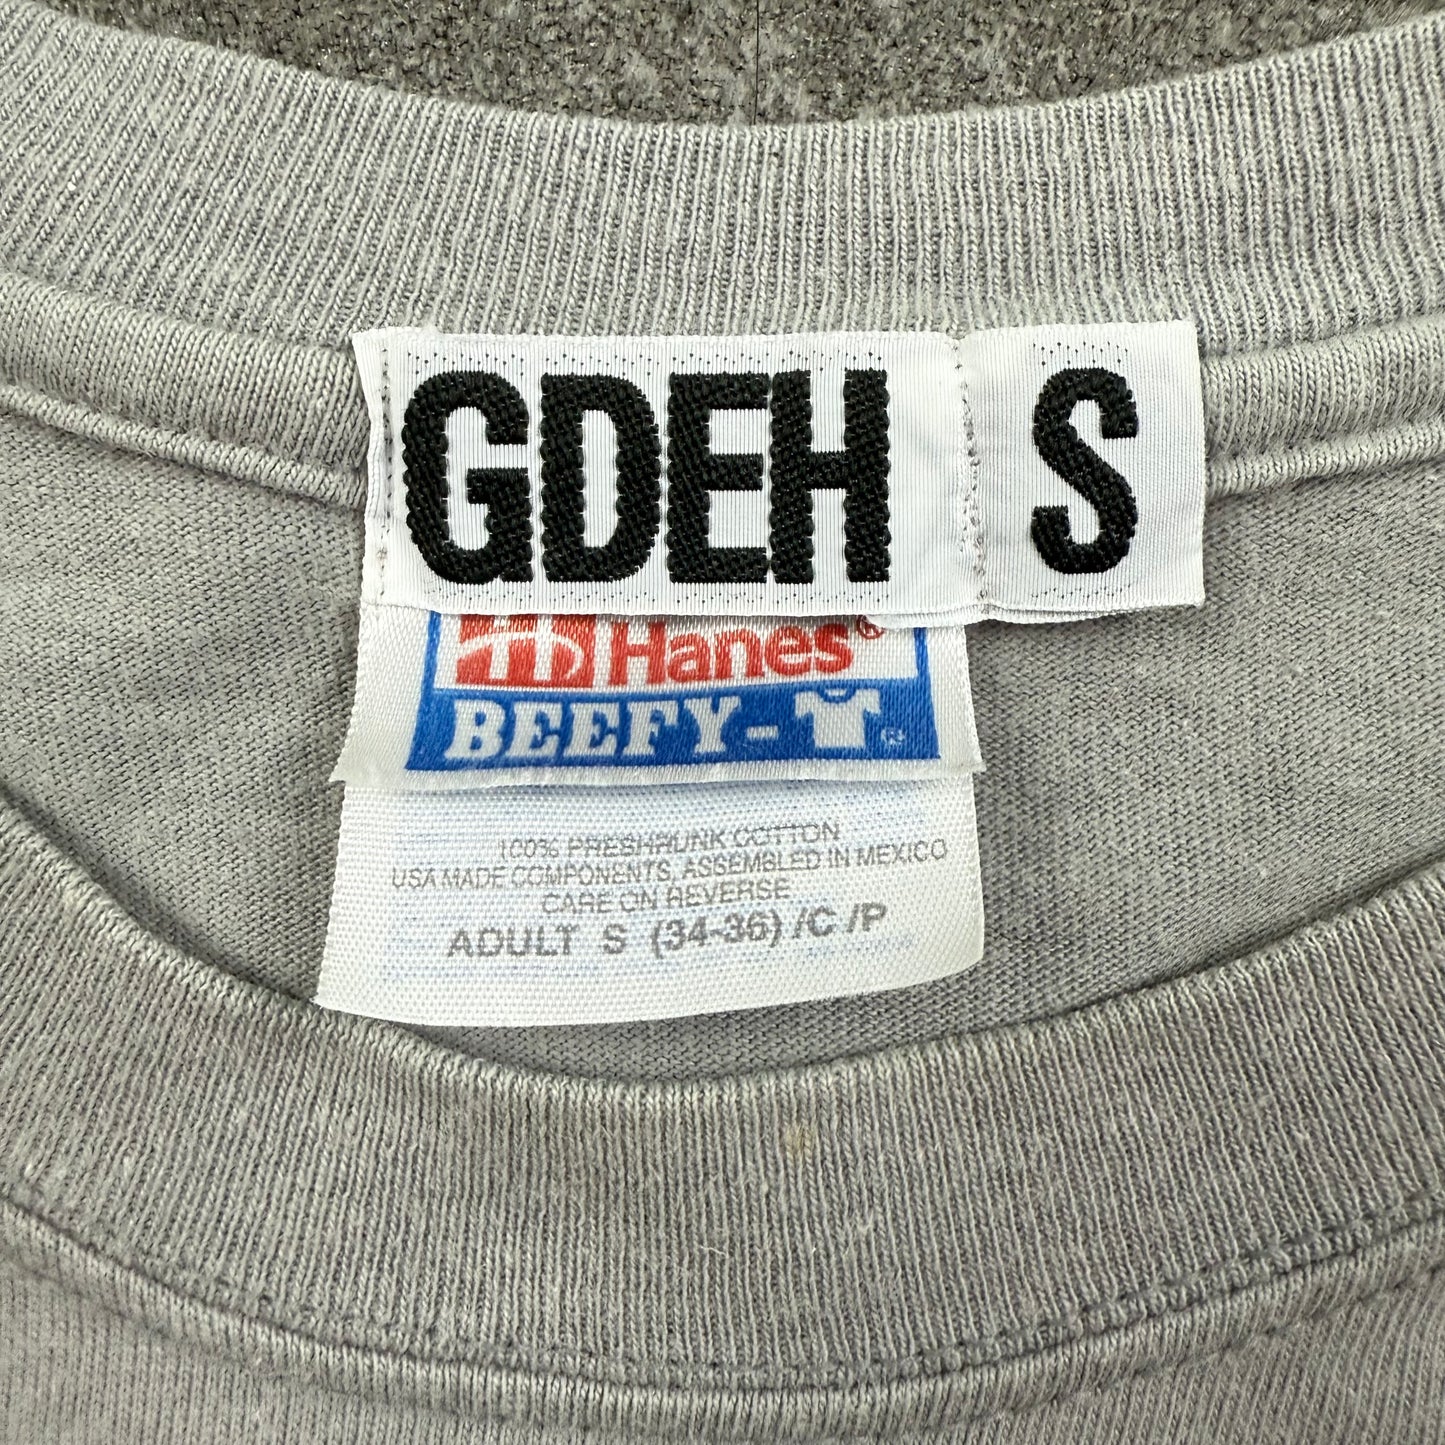 GDEH S
Hanes®
BEEFY-
100% PRESHRUNK COTTON
USA MADE COMPONENTS, ASSEMBLED IN MEXICO
CARE ON REVERSE
ADULT S (34-36) /C /P